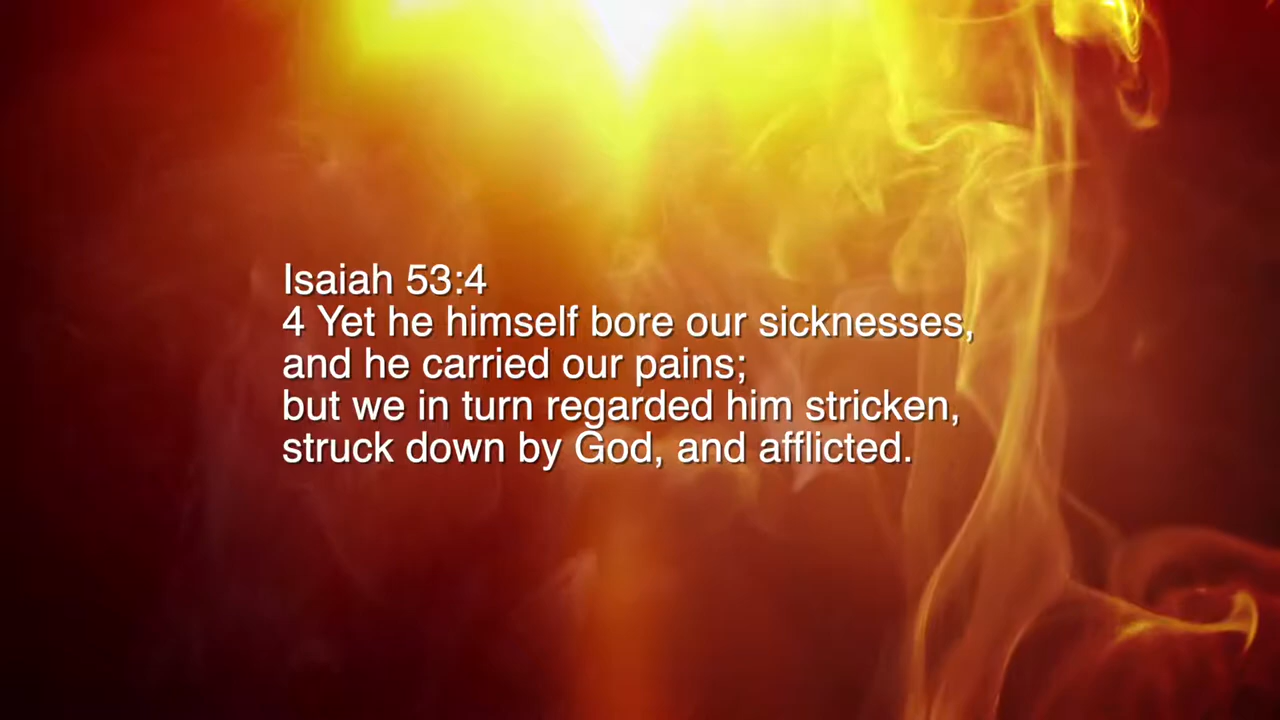 Isaiah 53:4
4 Yet he himself bore our sicknesses,
and he carried our pains;
but we in turn regarded him stricken,
struck down by God, and afflicted.